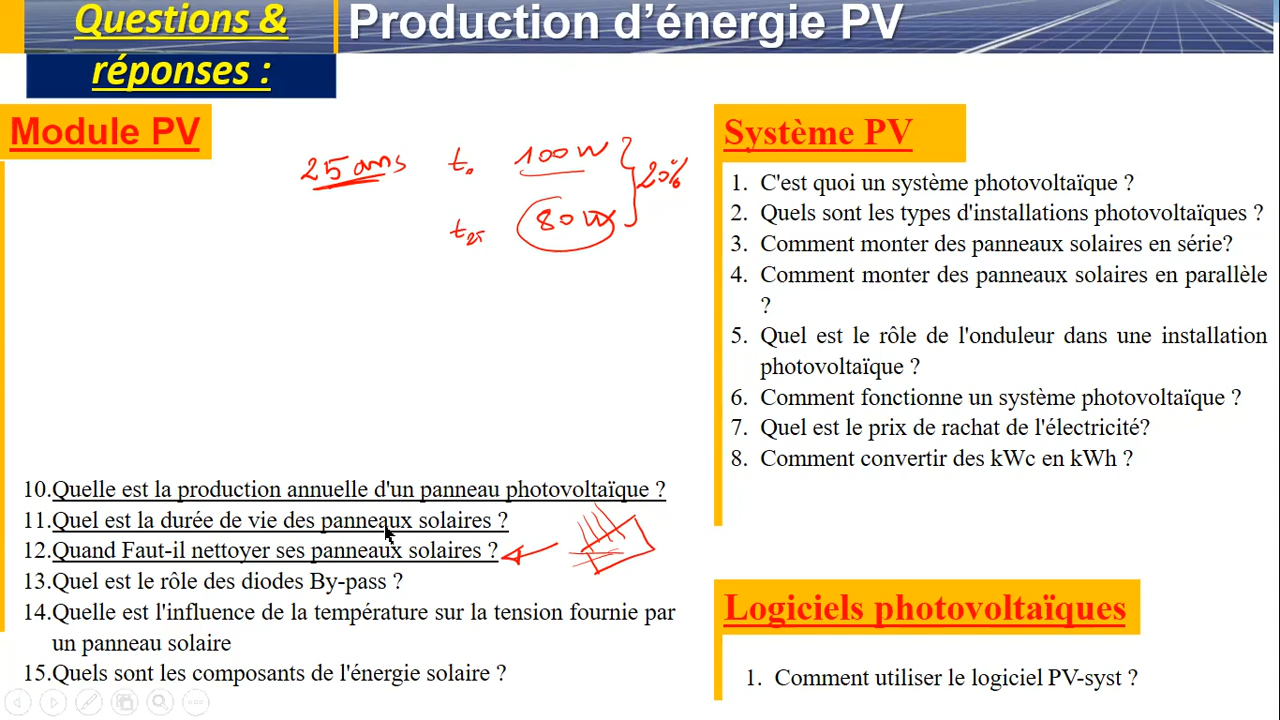 Questions &
réponses :
Production d’énergie PV
Module PV
25 ans t₀ 100W
20%
t25 80W
10.Quelle est la production annuelle d'un panneau photovoltaïque ?
11.Quel est la durée de vie des panneaux solaires ?
12.Quand Faut-il nettoyer ses panneaux solaires ?
13.Quel est le rôle des diodes By-pass ?
14.Quelle est l'influence de la température sur la tension fournie par
un panneau solaire
15.Quels sont les composants de l'énergie solaire ?
Système PV
1. C'est quoi un système photovoltaïque ?
2. Quels sont les types d'installations photovoltaïques ?
3. Comment monter des panneaux solaires en série?
4. Comment monter des panneaux solaires en parallèle
?
5. Quel est le rôle de l'onduleur dans une installation
photovoltaïque ?
6. Comment fonctionne un système photovoltaïque ?
7. Quel est le prix de rachat de l'électricité?
8. Comment convertir des kWc en kWh ?
Logiciels photovoltaïques
1. Comment utiliser le logiciel PV-syst ?